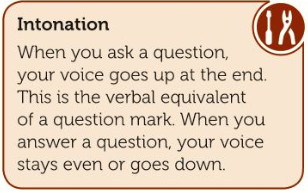 Intonation
When you ask a question,
your voice goes up at the end.
This is the verbal equivalent
of a question mark. When you
answer a question, your voice
stays even or goes down.